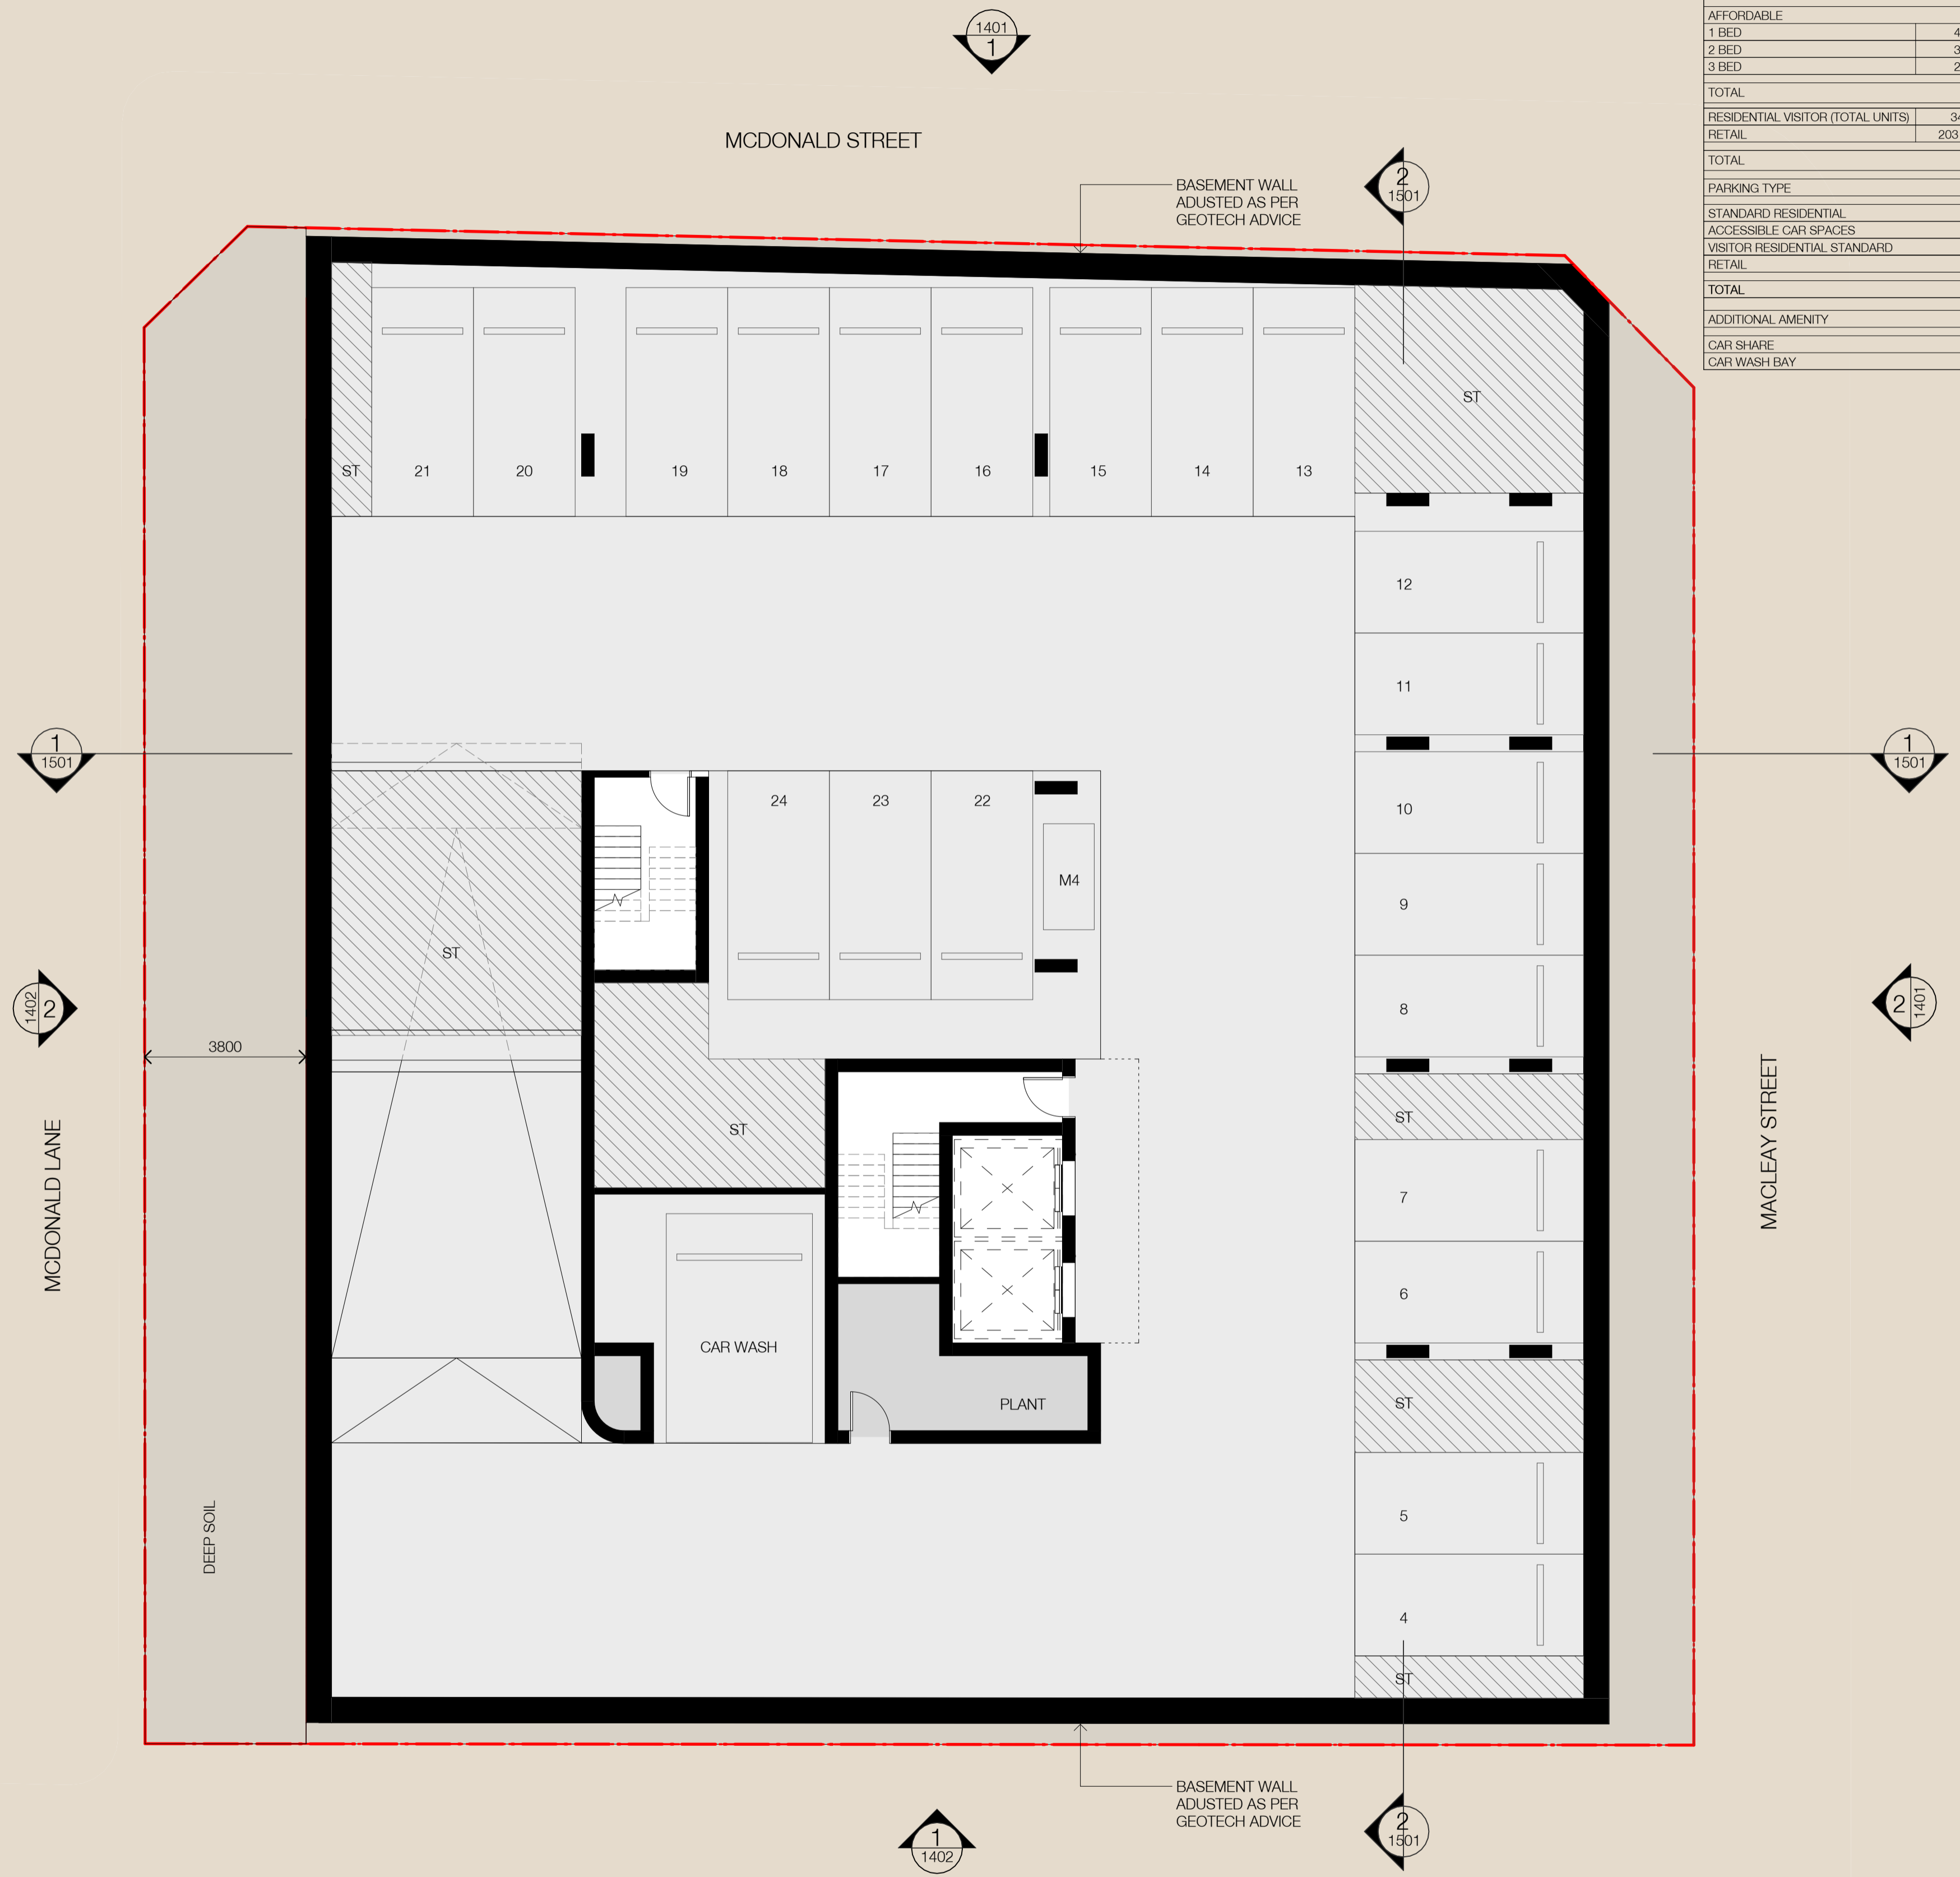 AFFORDABLE
1 BED 4
2 BED 3
3 BED 2
TOTAL
RESIDENTIAL VISITOR (TOTAL UNITS) 34
RETAIL 203
TOTAL
PARKING TYPE
STANDARD RESIDENTIAL
ACCESSIBLE CAR SPACES
VISITOR RESIDENTIAL STANDARD
RETAIL
TOTAL
ADDITIONAL AMENITY
CAR SHARE
CAR WASH BAY
1401
1
MCDONALD STREET
BASEMENT WALL
ADUSTED AS PER
GEOTECH ADVICE
2
1501
ST
ST 21 20 19 18 17 16 15 14 13
12
11
1
1501
1
1501
24 23 22
10
M4
9
ST
1402 2
8
2 1401
3800
ST
ST
MCDONALD LANE
MACLEAY STREET
7
6
CAR WASH
PLANT
ST
DEEP SOIL
5
4
ST
BASEMENT WALL
ADUSTED AS PER
GEOTECH ADVICE
1
1402
2
1501